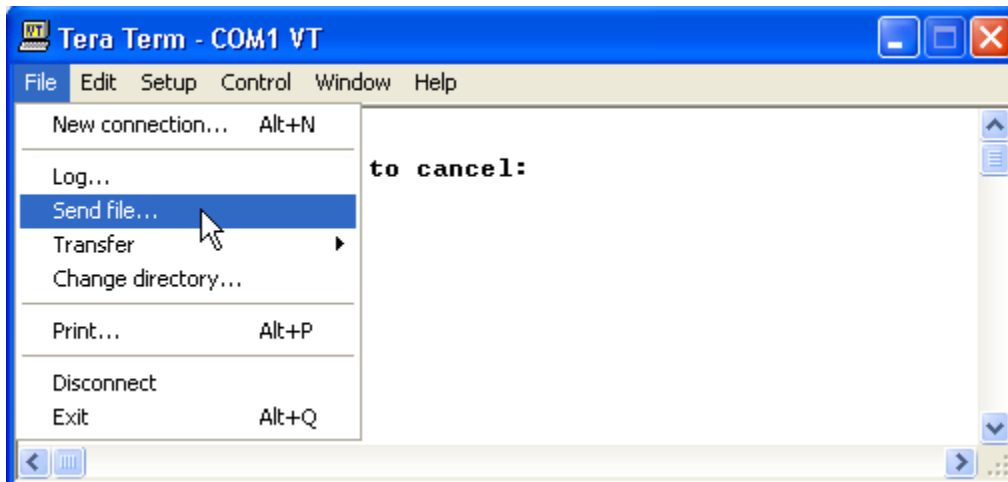 Tera Term - COM1 VT
File Edit Setup Control Window Help
New connection... Alt+N
to cancel:
Log...
Send file...
Transfer
Change directory...
Print... Alt+P
Disconnect
Exit Alt+Q